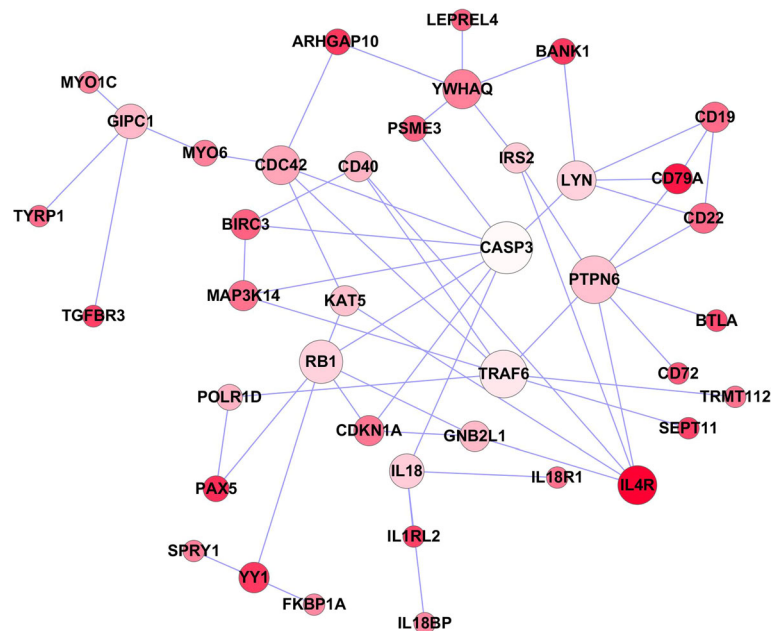 LEPREL4
ARHGAP10
BANK1
MYO1C
YWHAQ
GIPC1
PSME3
CD19
MYO6
IRS2
CDC42
CD40
LYN
CD79A
TYRP1
BIRC3
CD22
CASP3
PTPN6
MAP3K14
KAT5
TGFBR3
BTLA
RB1
TRAF6
CD72
POLR1D
TRMT112
CDKN1A
GNB2L1
SEPT11
IL18
IL18R1
IL4R
PAX5
IL1RL2
SPRY1
YY1
FKBP1A
IL18BP